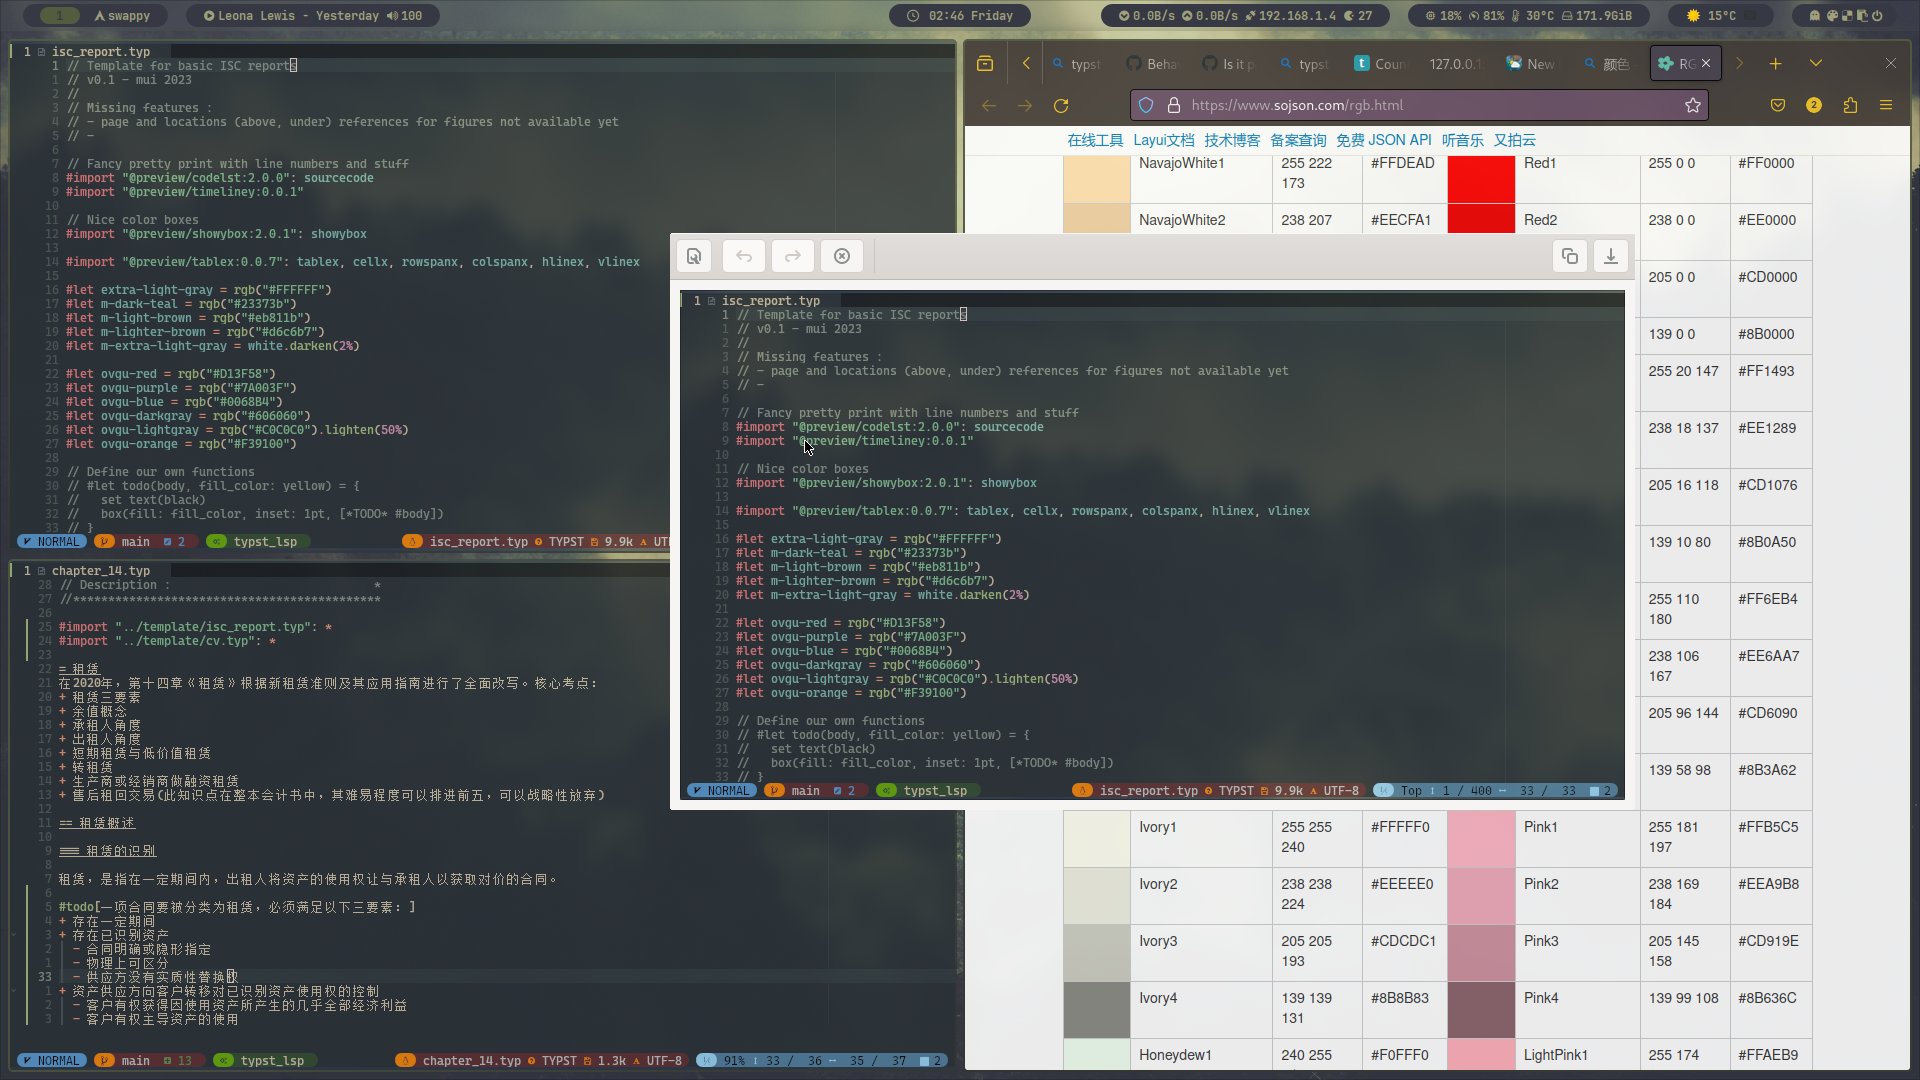 1 swappy Leona Lewis - Yesterday 100 02:46 Friday 0.0B/s 0.0B/s 192.168.1.4 27 18% 81% 30°C 171.9GiB 15°C
1 isc_report.typ
1 // Template for basic ISC reports
1 // v0.1 - mui 2023
2 //
3 // Missing features :
4 // - page and locations (above, under) references for figures not available yet
5 // -
6
7 // Fancy pretty print with line numbers and stuff
8 #import "@preview/codelst:2.0.0": sourcecode
9 #import "@preview/timeliney:0.0.1"
10
11 // Nice color boxes
12 #import "@preview/showybox:2.0.1": showybox
13
14 #import "@preview/tablex:0.0.7": tablex, cellx, rowspanx, colspanx, hlinex, vlinex
15
16 #let extra-light-gray = rgb("#FFFFFF")
17 #let m-dark-teal = rgb("#23373b")
18 #let m-light-brown = rgb("#eb811b")
19 #let m-lighter-brown = rgb("#d6c6b7")
20 #let m-extra-light-gray = white.darken(2%)
21
22 #let ovgu-red = rgb("#D13F58")
23 #let ovgu-purple = rgb("#7A003F")
24 #let ovgu-blue = rgb("#0068B4")
25 #let ovgu-darkgray = rgb("#606060")
26 #let ovgu-lightgray = rgb("#C0C0C0").lighten(50%)
27 #let ovgu-orange = rgb("#F39100")
28
29 // Define our own functions
30 // #let todo(body, fill_color: yellow) = {
31 //   set text(black)
32 //   box(fill: fill_color, inset: 1pt, [*TODO* #body])
33 // }
NORMAL main 2 typst_lsp isc_report.typ TYPST 9.9k UT
1 chapter_14.typ
28 // Description : *
27 //********************************************
26
25 #import "../template/isc_report.typ": *
24 #import "../template/cv.typ": *
23
22 = 租赁
21 在2020年，第十四章《租赁》根据新租赁准则及其应用指南进行了全面改写。核心考点：
20 + 租赁三要素
19 + 余值概念
18 + 承租人角度
17 + 出租人角度
16 + 短期租赁与低价值租赁
15 + 转租赁
14 + 生产商或经销商做融资租赁
13 + 售后租回交易(此知识点在整本会计书中，其难易程度可以排进前五，可以战略性放弃)
12
11 == 租赁概述
10
9 === 租赁的识别
8
7 租赁，是指在一定期间内，出租人将资产的使用权让与承租人以获取对价的合同。
6
5 #todo[一项合同要被分类为租赁，必须满足以下三要素：]
4 + 存在一定期间
3 + 存在已识别资产
2 - 合同明确或隐形指定
1 - 物理上可区分
33 - 供应方没有实质性替换权
1 + 资产供应方向客户转移对已识别资产使用权的控制
2 - 客户有权获得因使用资产所产生的几乎全部经济利益
3 - 客户有权主导资产的使用
NORMAL main 13 typst_lsp chapter_14.typ TYPST 1.3k UTF-8 91% 33 / 36 35 / 37 2
typst Beha Is it p typst Coun 127.0.0.1 New 颜色 RG
https://www.sojson.com/rgb.html 2
在线工具 Layui文档 技术博客 备案查询 免费 JSON API 听音乐 又拍云
NavajoWhite1 255 222 173 #FFDEAD Red1 255 0 0 #FF0000
NavajoWhite2 238 207 #EECFA1 Red2 238 0 0 #EE0000
205 0 0 #CD0000
139 0 0 #8B0000
255 20 147 #FF1493
238 18 137 #EE1289
205 16 118 #CD1076
139 10 80 #8B0A50
255 110 180 #FF6EB4
238 106 167 #EE6AA7
205 96 144 #CD6090
139 58 98 #8B3A62
Ivory1 255 255 240 #FFFFF0 Pink1 255 181 197 #FFB5C5
Ivory2 238 238 224 #EEEEE0 Pink2 238 169 184 #EEA9B8
Ivory3 205 205 193 #CDCDC1 Pink3 205 145 158 #CD919E
Ivory4 139 139 131 #8B8B83 Pink4 139 99 108 #8B636C
Honeydew1 240 255 #F0FFF0 LightPink1 255 174 #FFAEB9
1 isc_report.typ
1 // Template for basic ISC reports
1 // v0.1 - mui 2023
2 //
3 // Missing features :
4 // - page and locations (above, under) references for figures not available yet
5 // -
6
7 // Fancy pretty print with line numbers and stuff
8 #import "@preview/codelst:2.0.0": sourcecode
9 #import "@preview/timeliney:0.0.1"
10
11 // Nice color boxes
12 #import "@preview/showybox:2.0.1": showybox
13
14 #import "@preview/tablex:0.0.7": tablex, cellx, rowspanx, colspanx, hlinex, vlinex
15
16 #let extra-light-gray = rgb("#FFFFFF")
17 #let m-dark-teal = rgb("#23373b")
18 #let m-light-brown = rgb("#eb811b")
19 #let m-lighter-brown = rgb("#d6c6b7")
20 #let m-extra-light-gray = white.darken(2%)
21
22 #let ovgu-red = rgb("#D13F58")
23 #let ovgu-purple = rgb("#7A003F")
24 #let ovgu-blue = rgb("#0068B4")
25 #let ovgu-darkgray = rgb("#606060")
26 #let ovgu-lightgray = rgb("#C0C0C0").lighten(50%)
27 #let ovgu-orange = rgb("#F39100")
28
29 // Define our own functions
30 // #let todo(body, fill_color: yellow) = {
31 //   set text(black)
32 //   box(fill: fill_color, inset: 1pt, [*TODO* #body])
33 // }
NORMAL main 2 typst_lsp isc_report.typ TYPST 9.9k UTF-8 Top 1 / 400 33 / 33 2